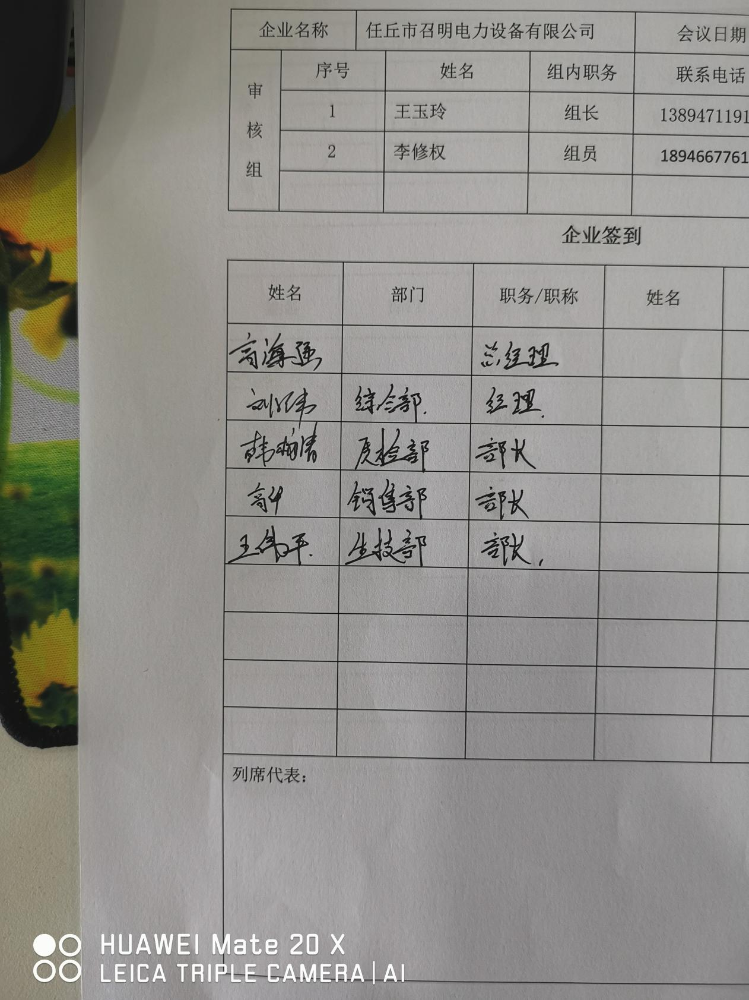 企业名称 任丘市召明电力设备有限公司 会议日期
审核组 序号 姓名 组内职务 联系电话
1 王玉玲 组长 1389471191
2 李修权 组员 1894667761
企业签到
姓名 部门 职务/职称 姓名
高海强 总经理
刘 综合部. 经理.
韩 质检部 部长
高 销售部 部长
王伟平. 生技部 部长,
列席代表：
HUAWEI Mate 20 X
LEICA TRIPLE CAMERA | AI